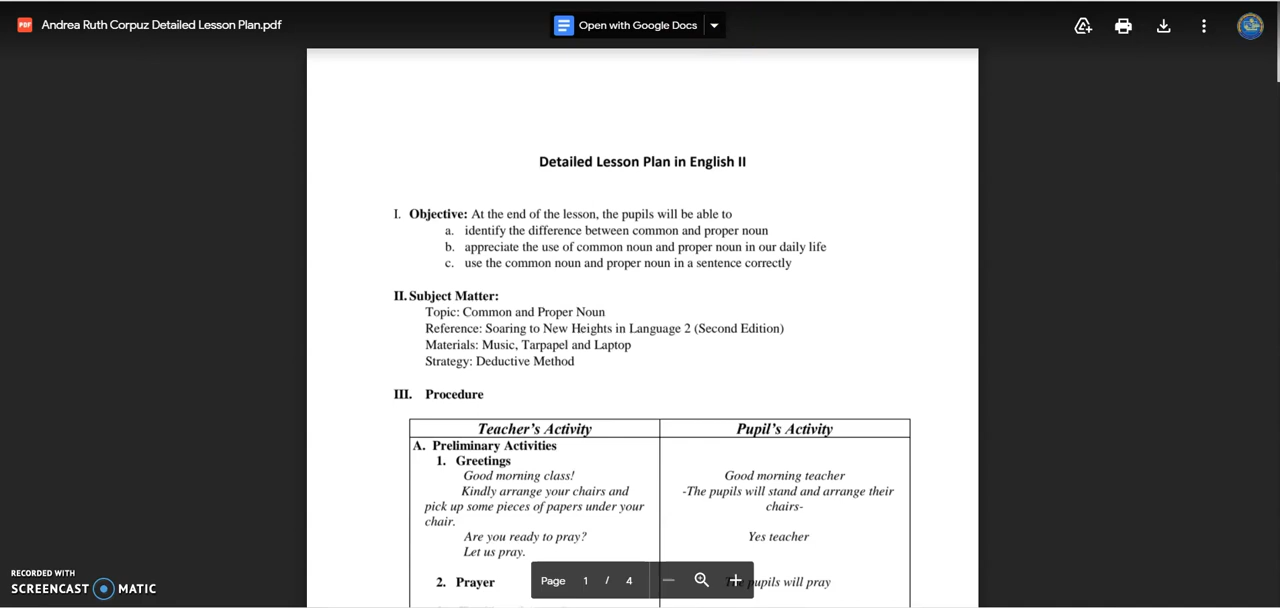 Andrea Ruth Corpuz Detailed Lesson Plan.pdf
Open with Google Docs
Detailed Lesson Plan in English II
I. Objective: At the end of the lesson, the pupils will be able to
a. identify the difference between common and proper noun
b. appreciate the use of common noun and proper noun in our daily life
c. use the common noun and proper noun in a sentence correctly
II. Subject Matter:
Topic: Common and Proper Noun
Reference: Soaring to New Heights in Language 2 (Second Edition)
Materials: Music, Tarpapel and Laptop
Strategy: Deductive Method
III. Procedure
Teacher's Activity
Pupil's Activity
A. Preliminary Activities
1. Greetings
Good morning class!
Kindly arrange your chairs and
pick up some pieces of papers under your
chair.
Are you ready to pray?
Let us pray.
2. Prayer
Good morning teacher
-The pupils will stand and arrange their
chairs-
Yes teacher
pupils will pray
Page 1 / 4
RECORDED WITH
SCREENCAST MATIC